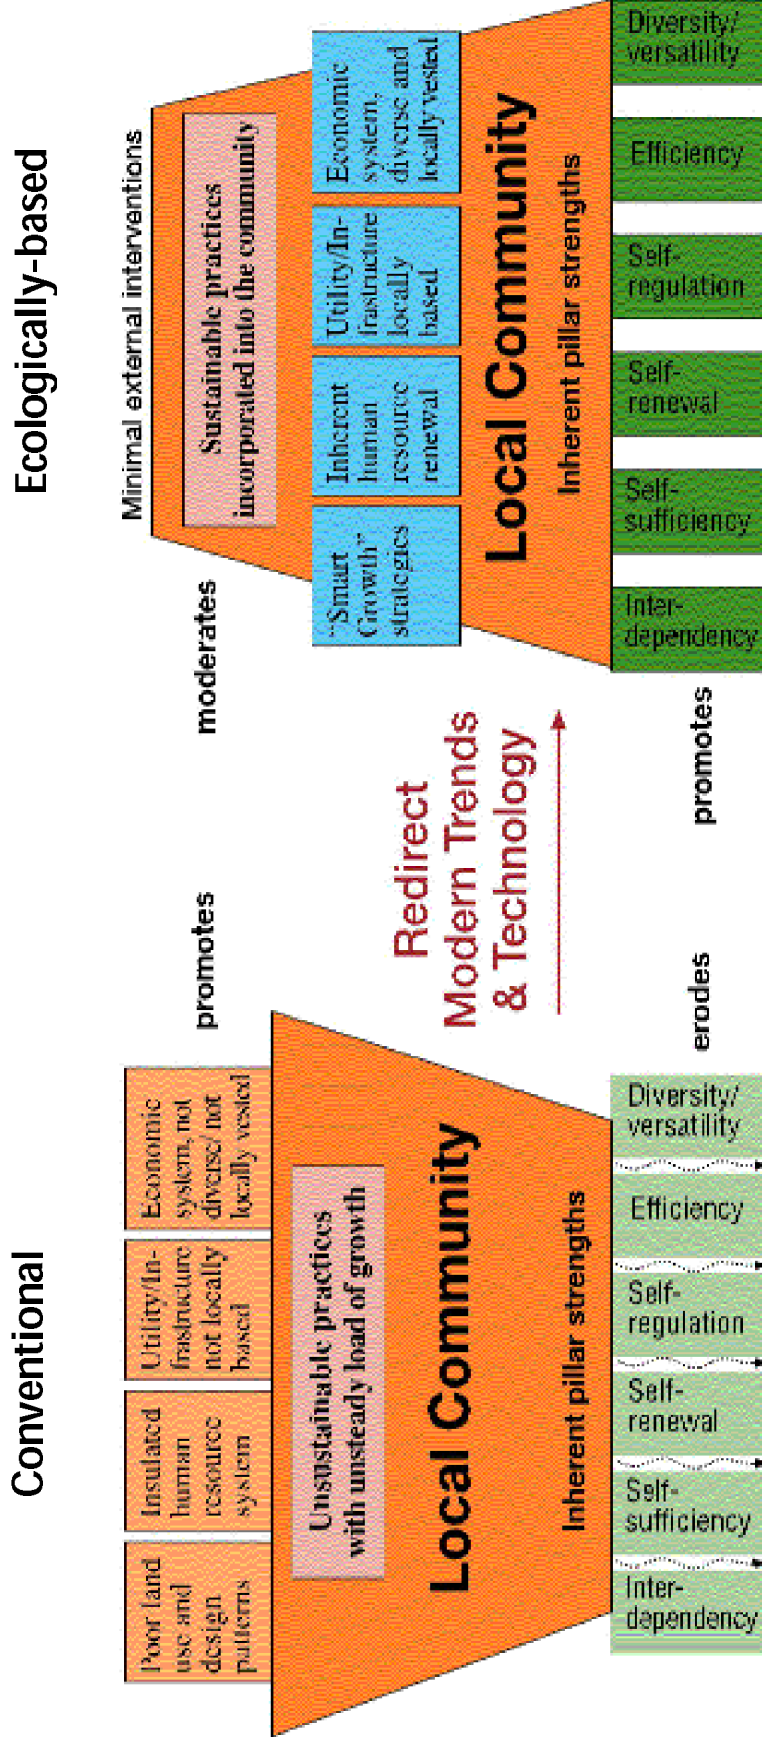 Conventional
Poor land
use and
design
patterns
Insulated
human
resource
system
Utility/In-
frastructure
not locally
based
Economic
system, not
diverse/ not
locally vested
promotes
Unsustainable practices
with unsteady load of growth
Local Community
Inherent pillar strengths
Inter-
dependency
Self-
sufficiency
Self-
renewal
Self-
regulation
Efficiency
Diversity/
versatility
erodes
Redirect
Modern Trends
& Technology
Ecologically-based
Minimal external interventions
moderates
Sustainable practices
incorporated into the community
"Smart
Growth"
strategies
Inherent
human
resource
renewal
Utility/In-
frastructure
locally
based
Economic
system,
diverse and
locally vested
Local Community
Inherent pillar strengths
promotes
Inter-
dependency
Self-
sufficiency
Self-
renewal
Self-
regulation
Efficiency
Diversity/
versatility